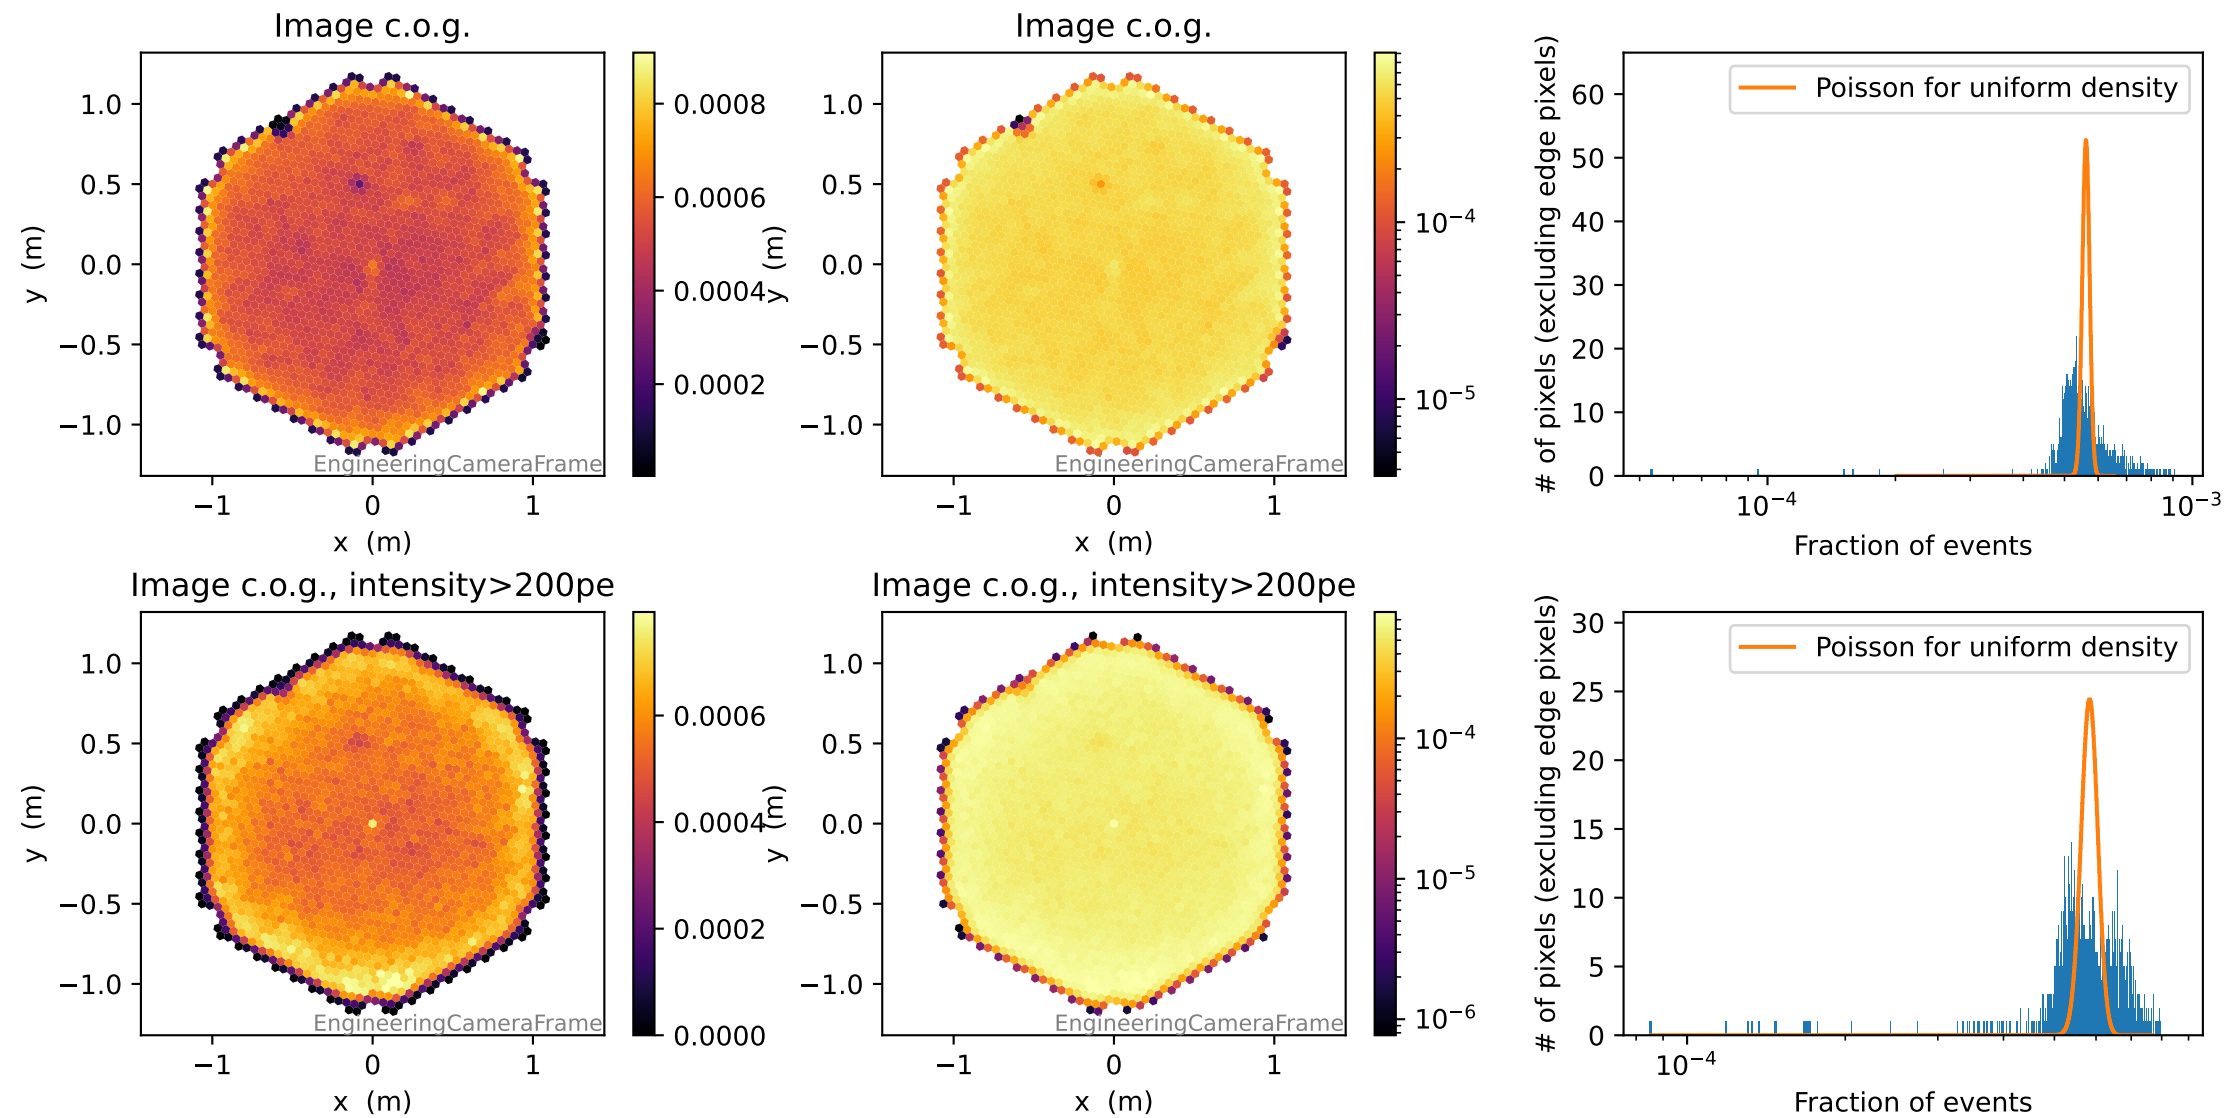 Image c.o.g.
1.0
0.5
0.0
−0.5
−1.0
y (m)
−1
0
1
x (m)
EngineeringCameraFrame
0.0008
0.0006
0.0004
0.0002
Image c.o.g.
1.0
0.5
0.0
−0.5
−1.0
y (m)
−1
0
1
x (m)
EngineeringCameraFrame
10⁻⁴
10⁻⁵
# of pixels (excluding edge pixels)
60
50
40
30
20
10
0
Poisson for uniform density
10⁻⁴
10⁻³
Fraction of events
Image c.o.g., intensity>200pe
1.0
0.5
0.0
−0.5
−1.0
y (m)
−1
0
1
x (m)
EngineeringCameraFrame
0.0006
0.0004
0.0002
0.0000
Image c.o.g., intensity>200pe
1.0
0.5
0.0
−0.5
−1.0
y (m)
−1
0
1
x (m)
EngineeringCameraFrame
10⁻⁴
10⁻⁵
10⁻⁶
# of pixels (excluding edge pixels)
30
25
20
15
10
5
0
Poisson for uniform density
10⁻⁴
Fraction of events